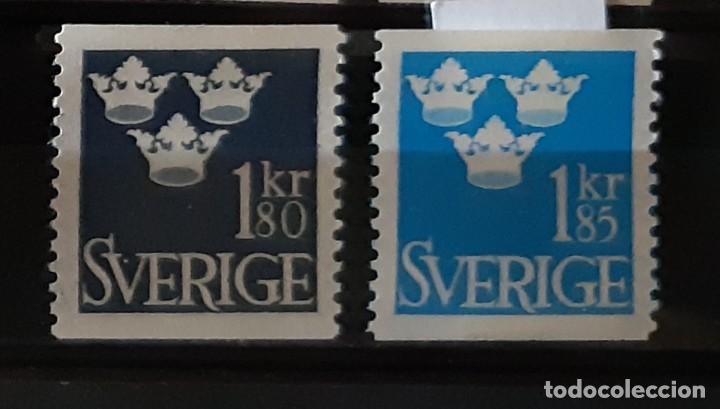 1 kr 80
SVERIGE
1 kr 85
SVERIGE
todocoleccion